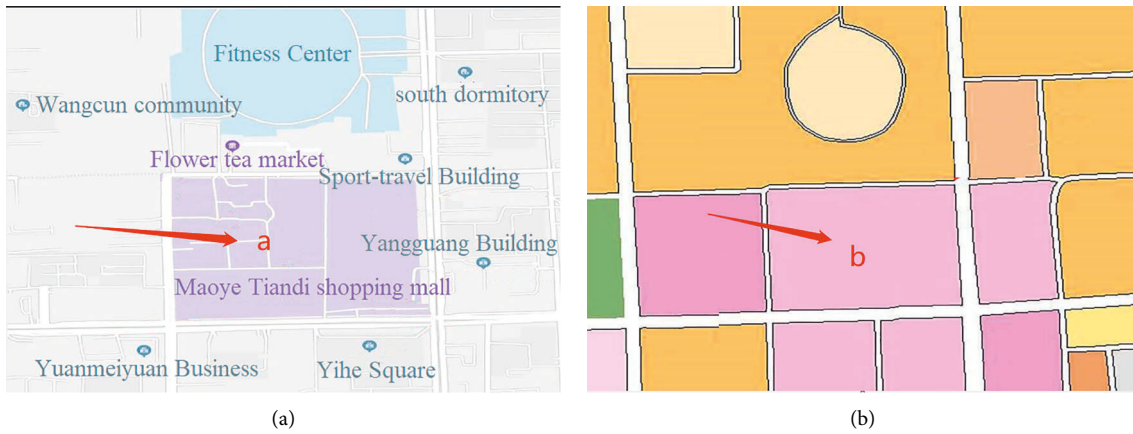 Fitness Center
Wangcun community
south dormitory
Flower tea market
Sport-travel Building
a
Yangguang Building
Maoye Tiandi shopping mall
Yuanmeiyuan Business
Yihe Square
b
(a)
(b)